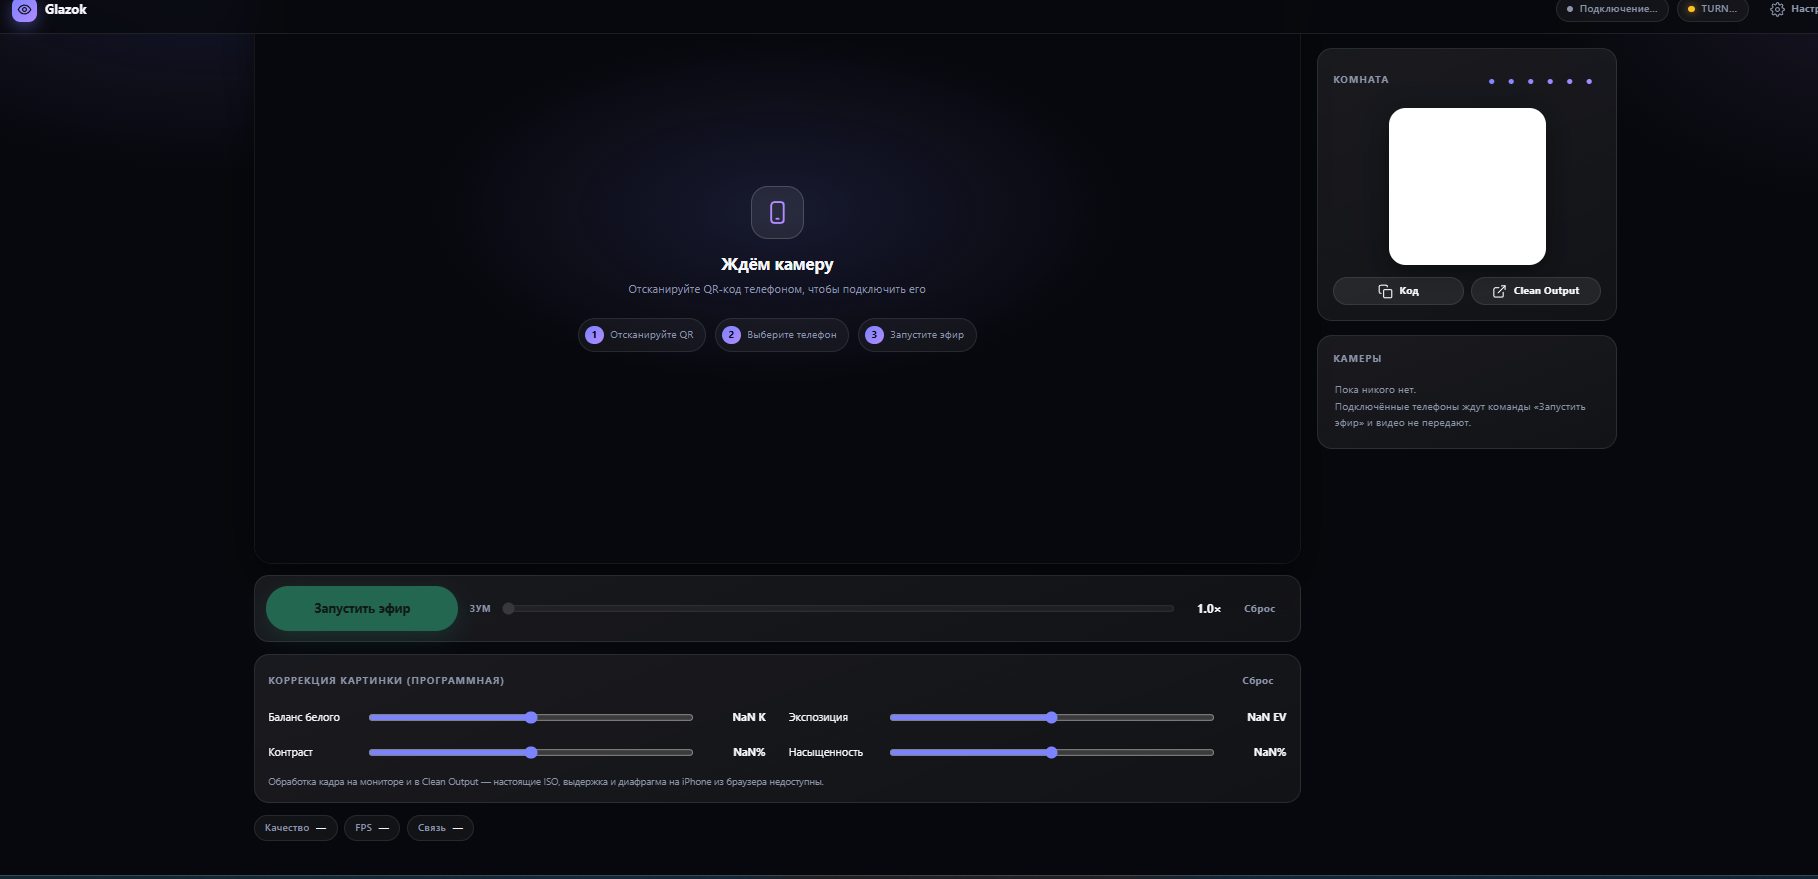 Glazok
Подключение...
TURN...
КОМНАТА
Код
Clean Output
КАМЕРЫ
Пока никого нет.
Подключённые телефоны ждут команды «Запустить
эфир» и видео не передают.
Ждём камеру
Отсканируйте QR-код телефоном, чтобы подключить его
1 Отсканируйте QR
2 Выберите телефон
3 Запустите эфир
Запустить эфир
ЗУМ
1.0×
Сброс
КОРРЕКЦИЯ КАРТИНКИ (ПРОГРАММНАЯ)
Сброс
Баланс белого
NaN K
Экспозиция
NaN EV
Контраст
NaN%
Насыщенность
NaN%
Обработка кадра на мониторе и в Clean Output — настоящие ISO, выдержка и диафрагма на iPhone из браузера недоступны.
Качество —
FPS —
Связь —